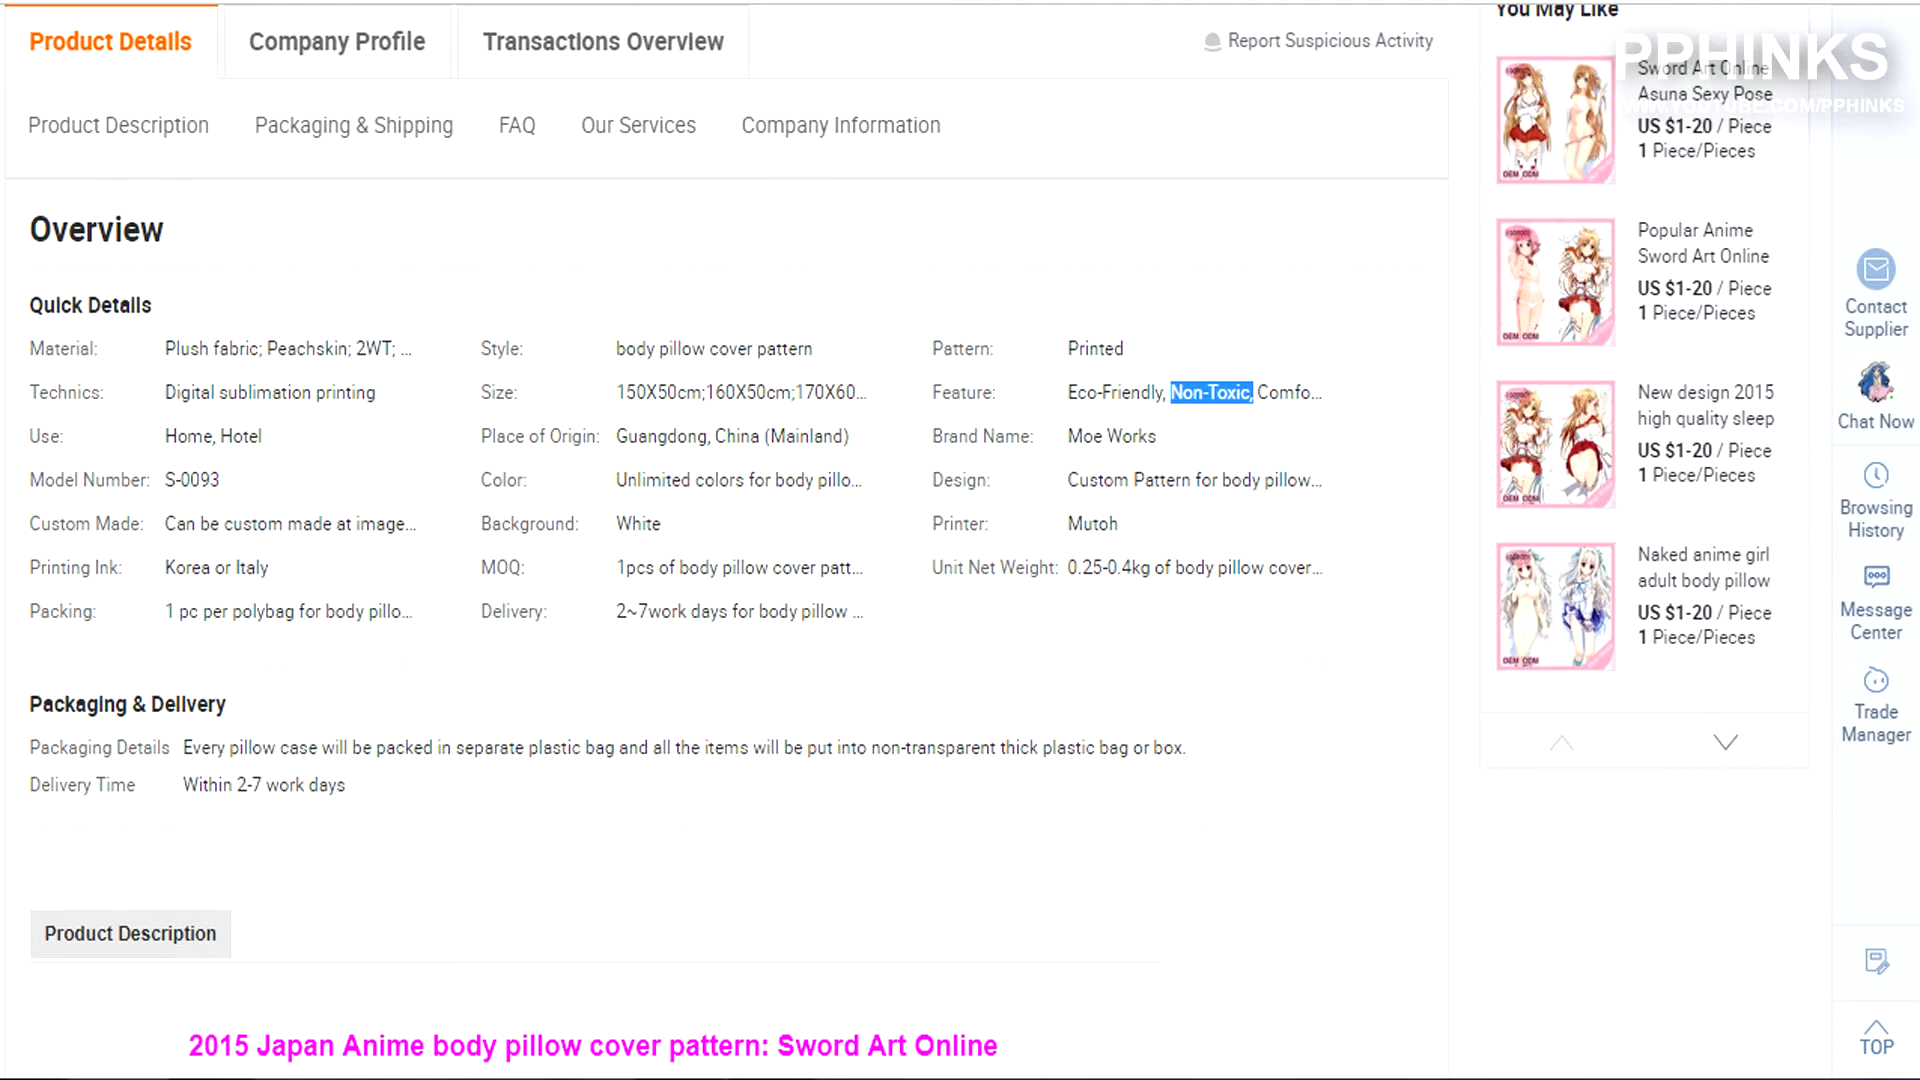 Product Details
Company Profile
Transactions Overview
Report Suspicious Activity
Product Description
Packaging & Shipping
FAQ
Our Services
Company Information
Overview
Quick Details
Material: Plush fabric; Peachskin; 2WT; ...
Style: body pillow cover pattern
Pattern: Printed
Technics: Digital sublimation printing
Size: 150X50cm;160X50cm;170X60...
Feature: Eco-Friendly, Non-Toxic, Comfo...
Use: Home, Hotel
Place of Origin: Guangdong, China (Mainland)
Brand Name: Moe Works
Model Number: S-0093
Color: Unlimited colors for body pillo...
Design: Custom Pattern for body pillow...
Custom Made: Can be custom made at image...
Background: White
Printer: Mutoh
Printing Ink: Korea or Italy
MOQ: 1pcs of body pillow cover patt...
Unit Net Weight: 0.25-0.4kg of body pillow cover...
Packing: 1 pc per polybag for body pillo...
Delivery: 2~7work days for body pillow ...
Packaging & Delivery
Packaging Details Every pillow case will be packed in separate plastic bag and all the items will be put into non-transparent thick plastic bag or box.
Delivery Time Within 2-7 work days
Product Description
2015 Japan Anime body pillow cover pattern: Sword Art Online
You May Like
PPHINKS
WWW.YOUTUBE.COM/PPHINKS
Sword Art Online
Asuna Sexy Pose
US $1-20 / Piece
1 Piece/Pieces
OEM ODM
Popular Anime
Sword Art Online
US $1-20 / Piece
1 Piece/Pieces
OEM ODM
New design 2015
high quality sleep
US $1-20 / Piece
1 Piece/Pieces
OEM ODM
Naked anime girl
adult body pillow
US $1-20 / Piece
1 Piece/Pieces
OEM ODM
Contact
Supplier
Chat Now
Browsing
History
Message
Center
Trade
Manager
TOP